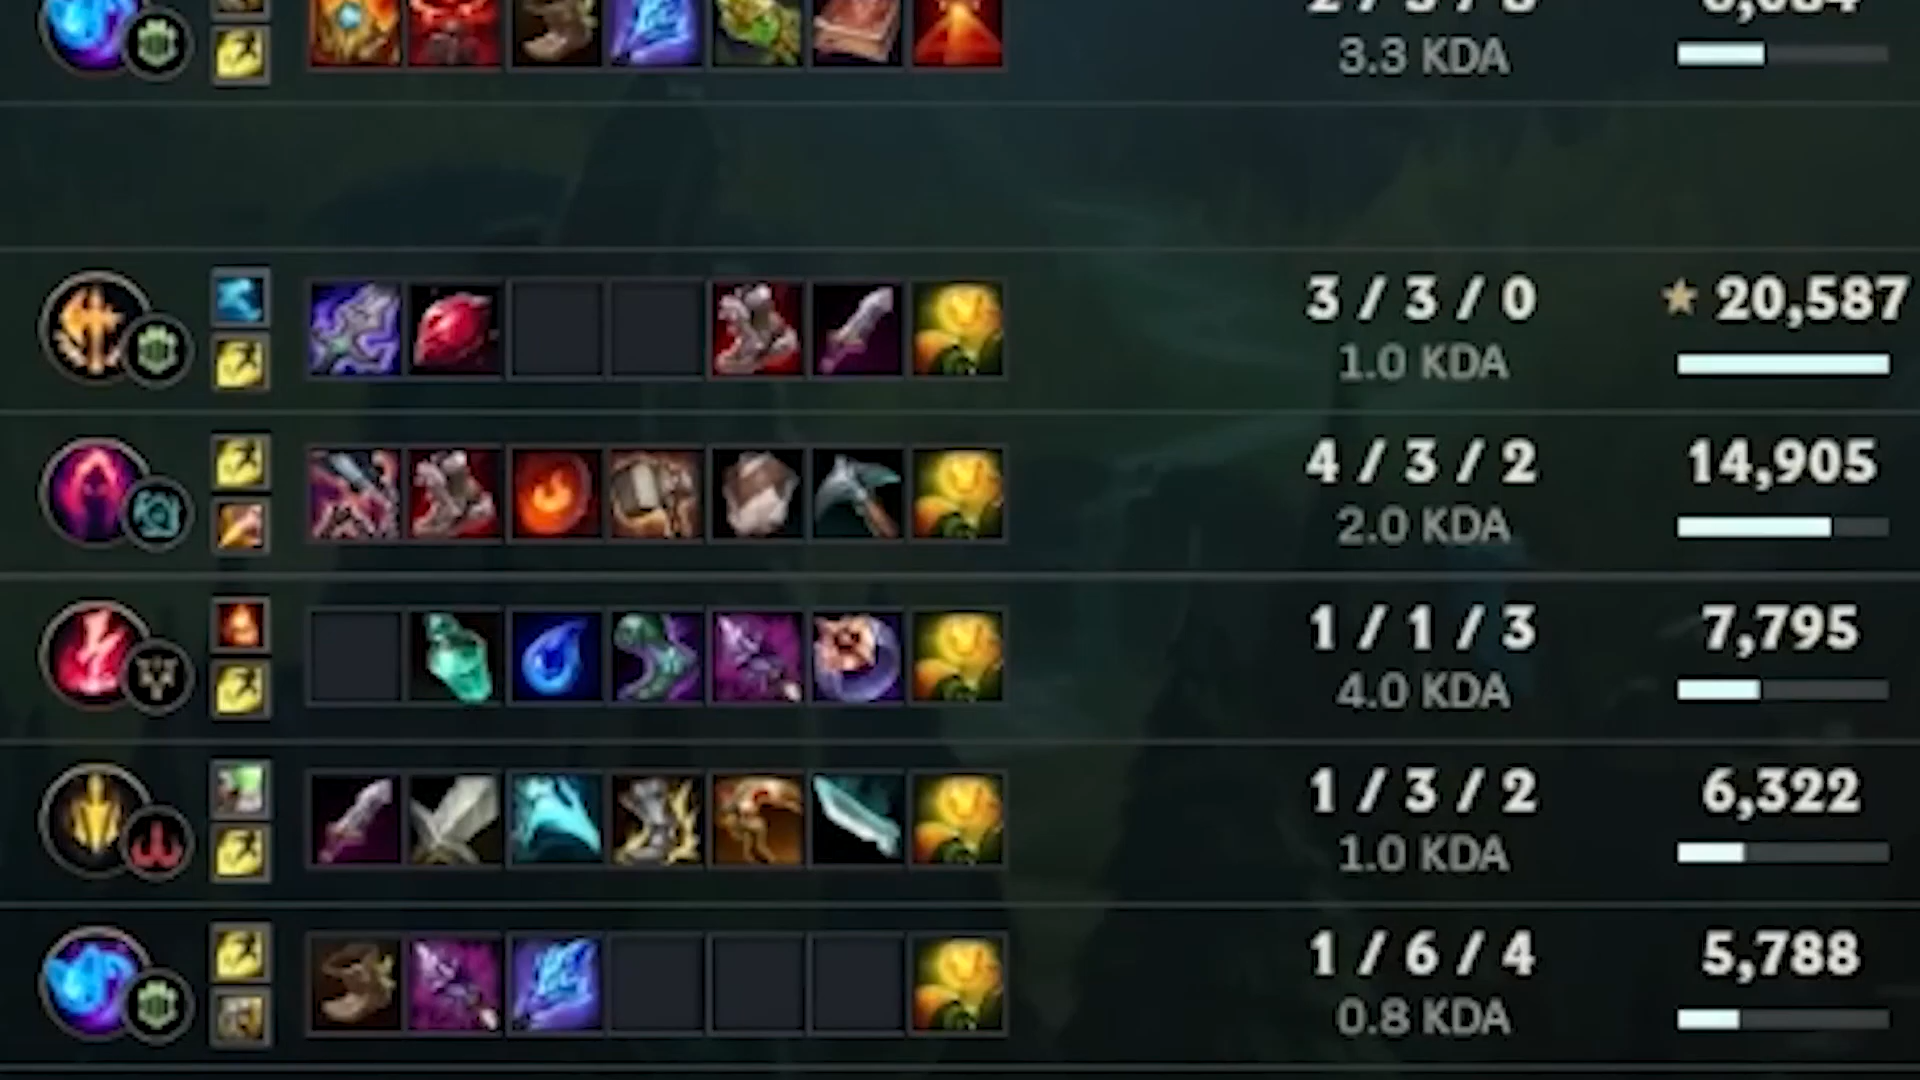 3.3 KDA
3 / 3 / 0
★ 20,587
1.0 KDA
4 / 3 / 2
14,905
2.0 KDA
1 / 1 / 3
7,795
4.0 KDA
1 / 3 / 2
6,322
1.0 KDA
1 / 6 / 4
5,788
0.8 KDA